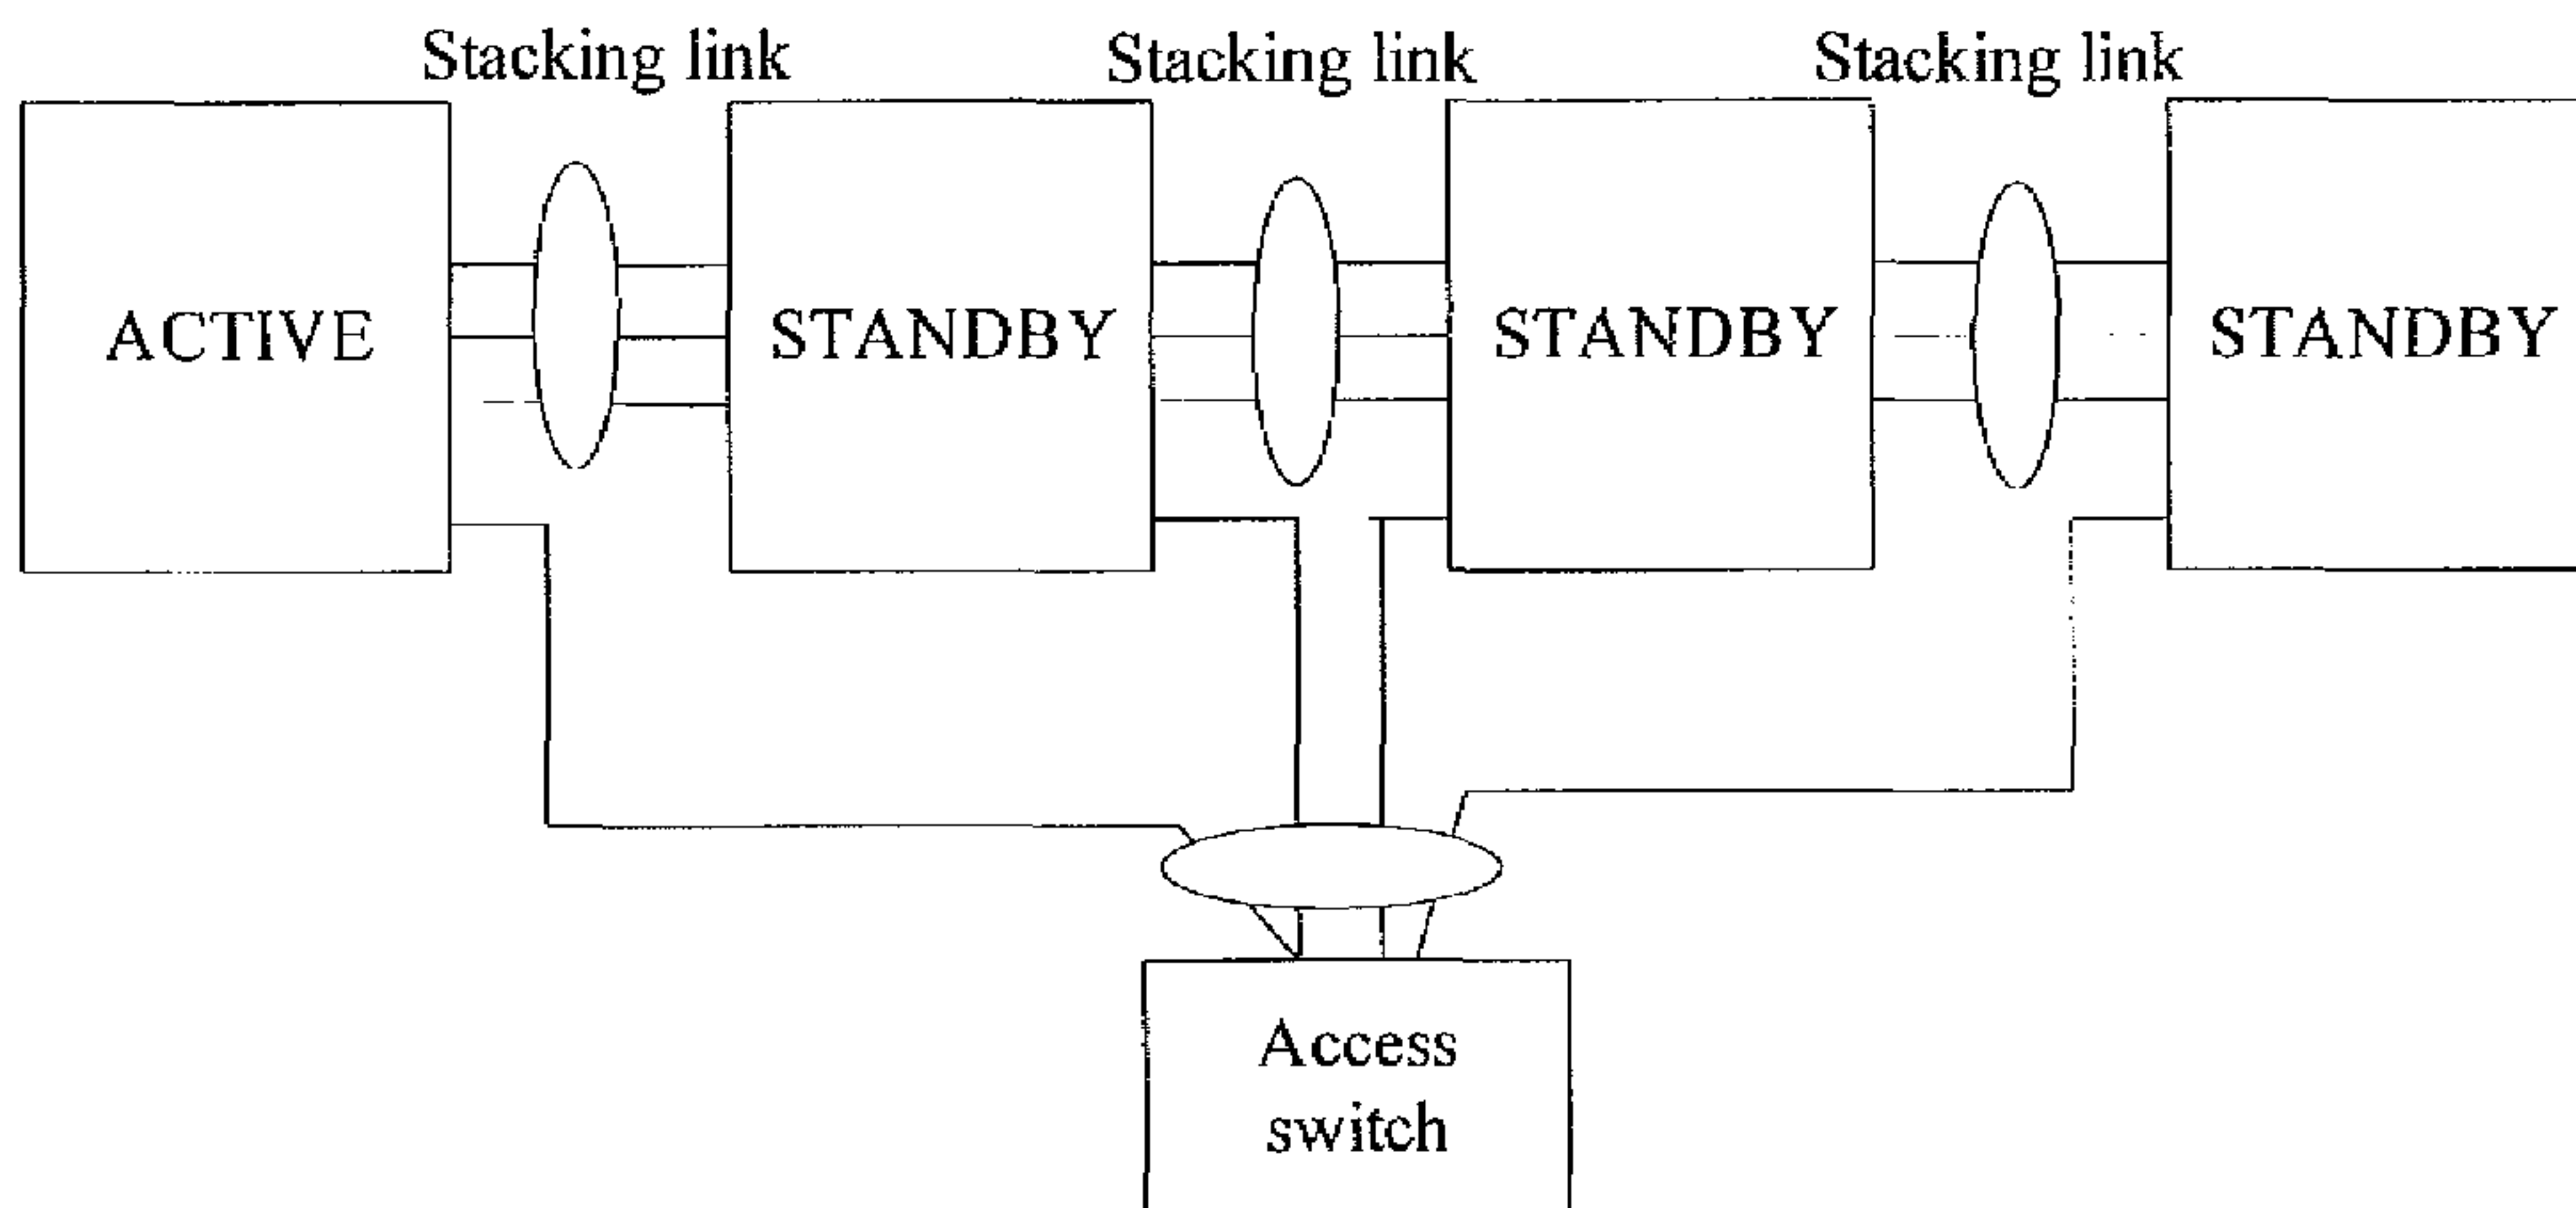 Stacking link
Stacking link
Stacking link
ACTIVE
STANDBY
STANDBY
STANDBY
Access
switch